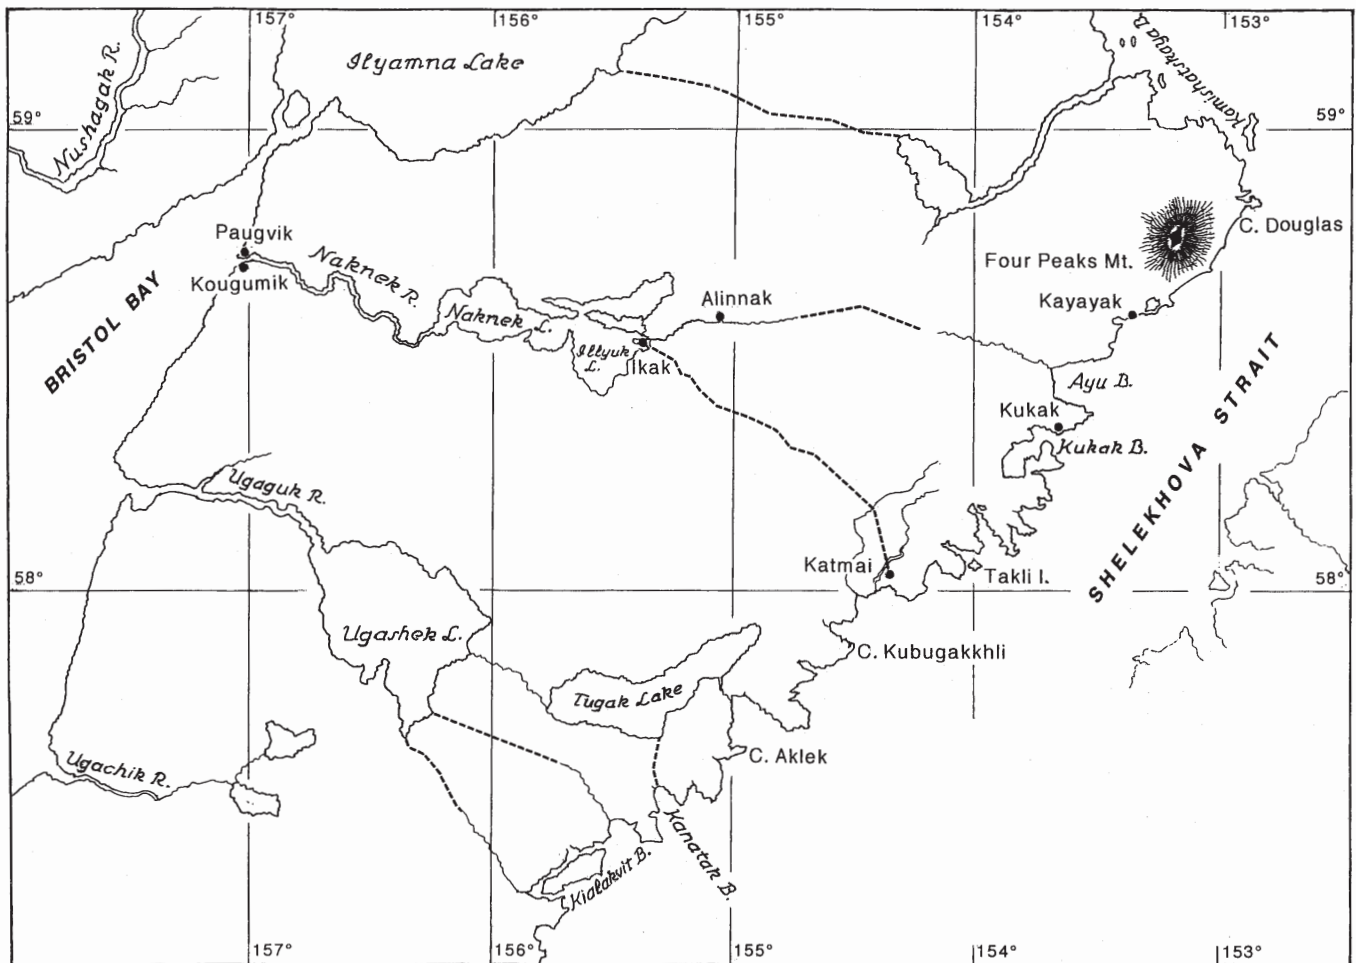 157°
156°
155°
154°
153°
Nushagak R.
Ilyamna Lake
Kamishatskaya B.
59°
59°
C. Douglas
Four Peaks Mt.
Paugvik
Kougumik
Naknek R.
Naknek L.
Illyuk
L.
Ikak
Alinnak
Kayayak
BRISTOL BAY
Ayu B.
Kukak
Kukak B.
SHELEKHOVA STRAIT
Ugaguk R.
Katmai
Takli I.
58°
58°
Ugashek L.
C. Kubugakkhli
Tugak Lake
C. Aklek
Ugachik R.
Kanatak B.
Kialakvit B.
157°
156°
155°
154°
153°